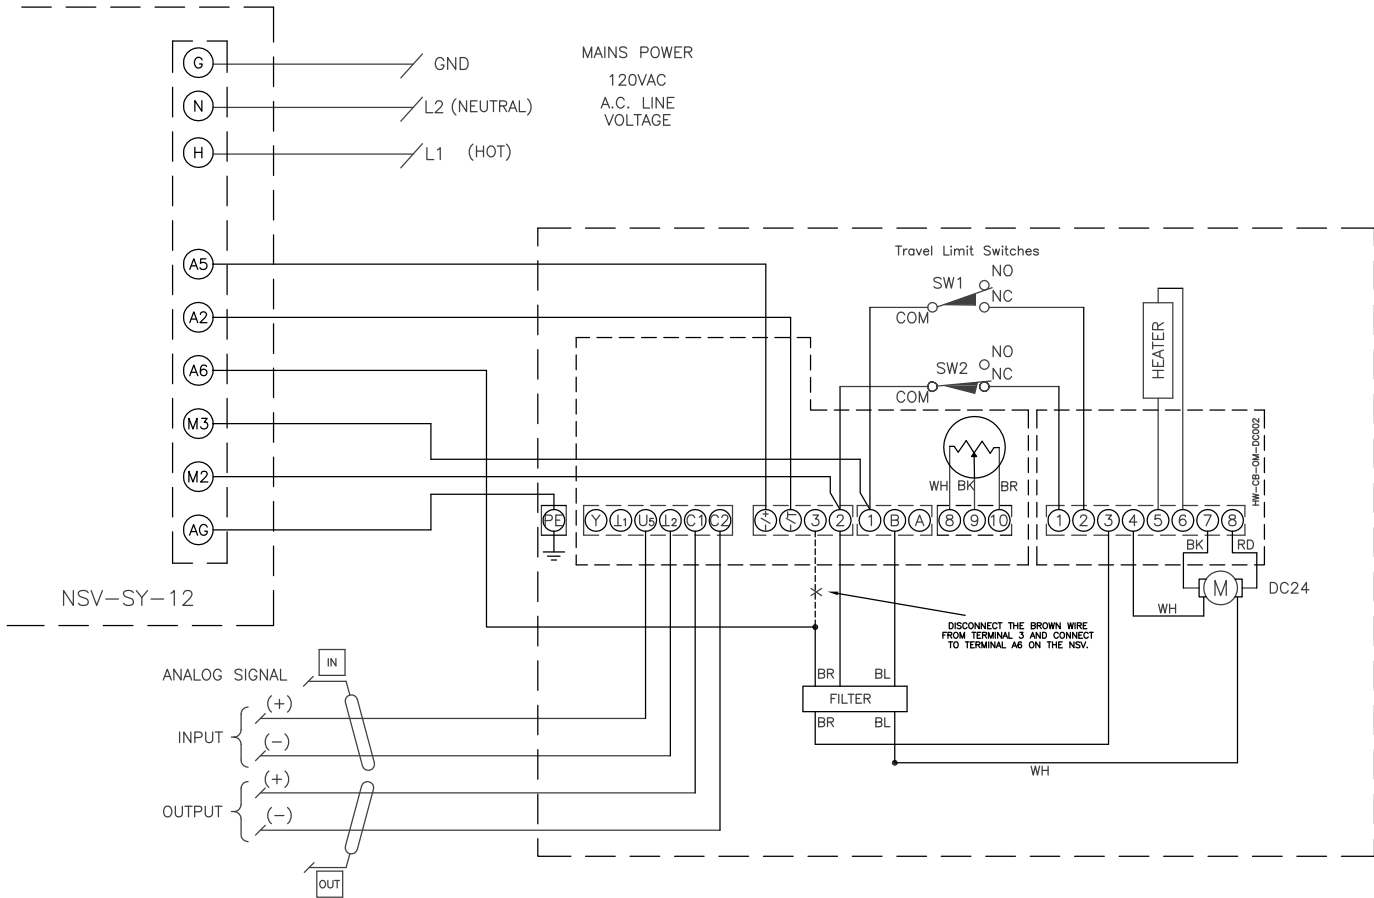 G
GND
MAINS POWER
120VAC
A.C. LINE
VOLTAGE
N
L2 (NEUTRAL)
H
L1 (HOT)
A5
A2
A6
M3
M2
AG
NSV-SY-12
Travel Limit Switches
SW1
NO
NC
COM
SW2
NO
NC
COM
HEATER
HW-CB-OM-DC002
WH
BK
BR
PE
Y ⊥1 U5 ⊥2 C1 C2
3 2
1 B A
8 9 10
1 2 3 4 5 6 7 8
BK
RD
M
DC24
WH
DISCONNECT THE BROWN WIRE
FROM TERMINAL 3 AND CONNECT
TO TERMINAL A6 ON THE NSV.
BR
BL
FILTER
BR
BL
WH
ANALOG SIGNAL
IN
INPUT
(+)
(-)
OUTPUT
(+)
(-)
OUT